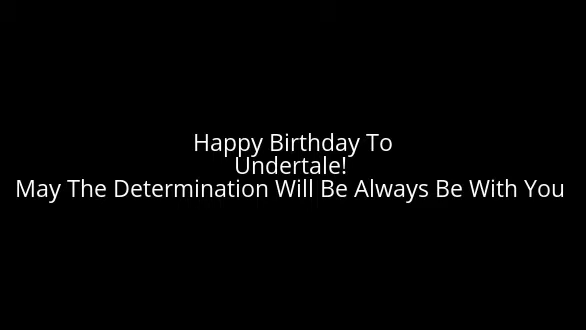 Happy Birthday To
Undertale!
May The Determination Will Be Always Be With You